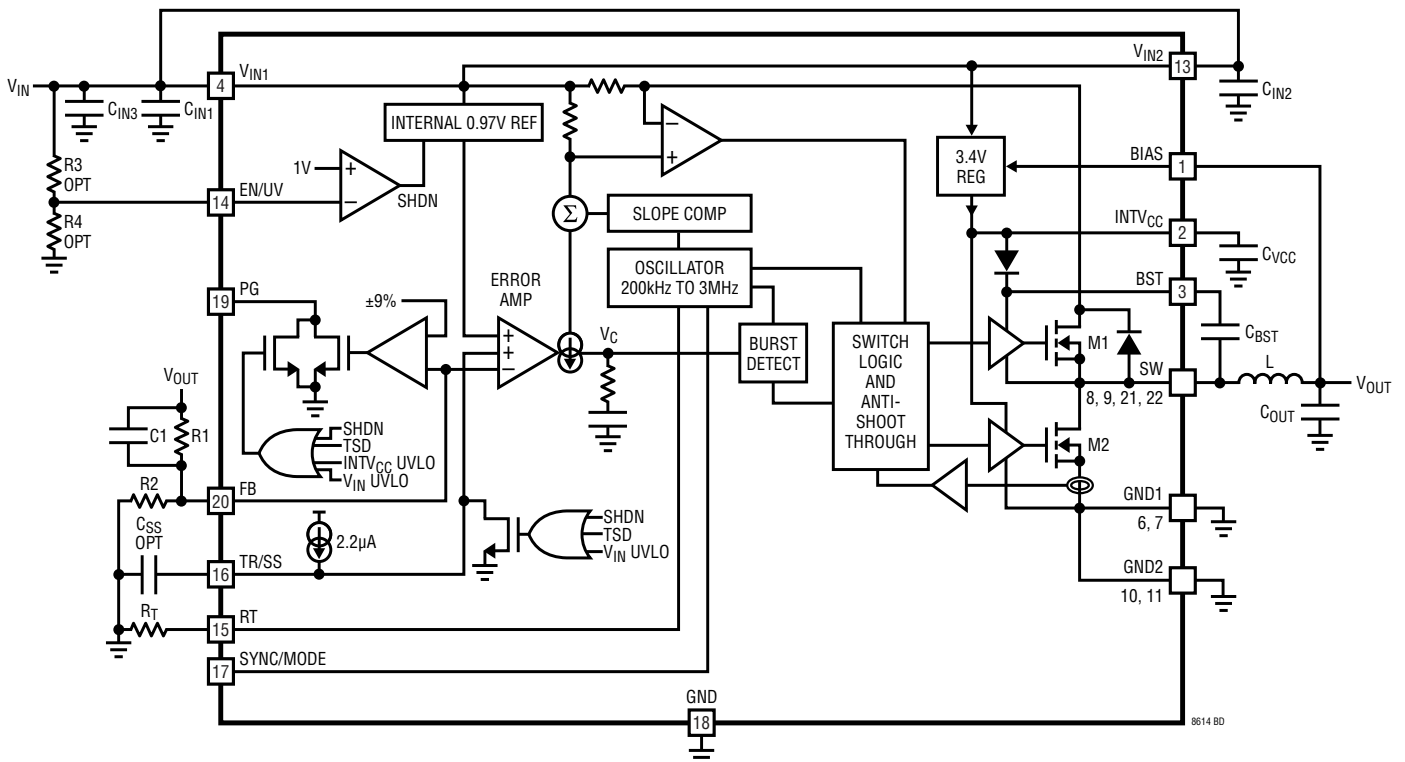 V_IN
C_IN3
C_IN1
4
V_IN1
V_IN2
13
C_IN2
INTERNAL 0.97V REF
R3
OPT
1V
+
−
SHDN
14
EN/UV
R4
OPT
−
+
Σ
SLOPE COMP
OSCILLATOR
200kHz TO 3MHz
3.4V
REG
BIAS
1
INTV_CC
2
C_VCC
BST
3
C_BST
19
PG
±9%
ERROR
AMP
+
+
−
V_C
BURST
DETECT
SWITCH
LOGIC
AND
ANTI-
SHOOT
THROUGH
M1
SW
8, 9, 21, 22
L
V_OUT
C_OUT
M2
V_OUT
C1
R1
SHDN
TSD
INTV_CC UVLO
V_IN UVLO
R2
20
FB
C_SS
OPT
2.2µA
SHDN
TSD
V_IN UVLO
GND1
6, 7
16
TR/SS
GND2
10, 11
R_T
15
RT
17
SYNC/MODE
GND
18
8614 BD